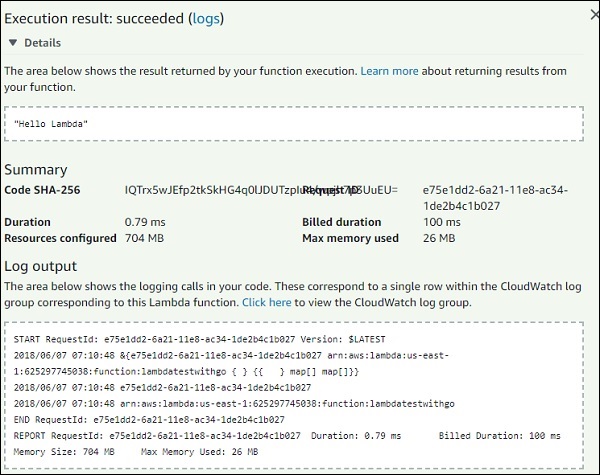 Execution result: succeeded (logs)
Details
The area below shows the result returned by your function execution. Learn more about returning results from
your function.
"Hello Lambda"
Summary
Code SHA-256 Request ID e75e1dd2-6a21-11e8-ac34-
1de2b4c1b027
Duration 0.79 ms Billed duration 100 ms
Resources configured 704 MB Max memory used 26 MB
Log output
The area below shows the logging calls in your code. These correspond to a single row within the CloudWatch log
group corresponding to this Lambda function. Click here to view the CloudWatch log group.
START RequestId: e75e1dd2-6a21-11e8-ac34-1de2b4c1b027 Version: $LATEST
2018/06/07 07:10:48 &{e75e1dd2-6a21-11e8-ac34-1de2b4c1b027 arn:aws:lambda:us-east-
1:625297745038:function:lambdatestwithgo { } {{   } map[] map[]}}
2018/06/07 07:10:48 e75e1dd2-6a21-11e8-ac34-1de2b4c1b027
2018/06/07 07:10:48 arn:aws:lambda:us-east-1:625297745038:function:lambdatestwithgo
END RequestId: e75e1dd2-6a21-11e8-ac34-1de2b4c1b027
REPORT RequestId: e75e1dd2-6a21-11e8-ac34-1de2b4c1b027 Duration: 0.79 ms Billed Duration: 100 ms
Memory Size: 704 MB Max Memory Used: 26 MB